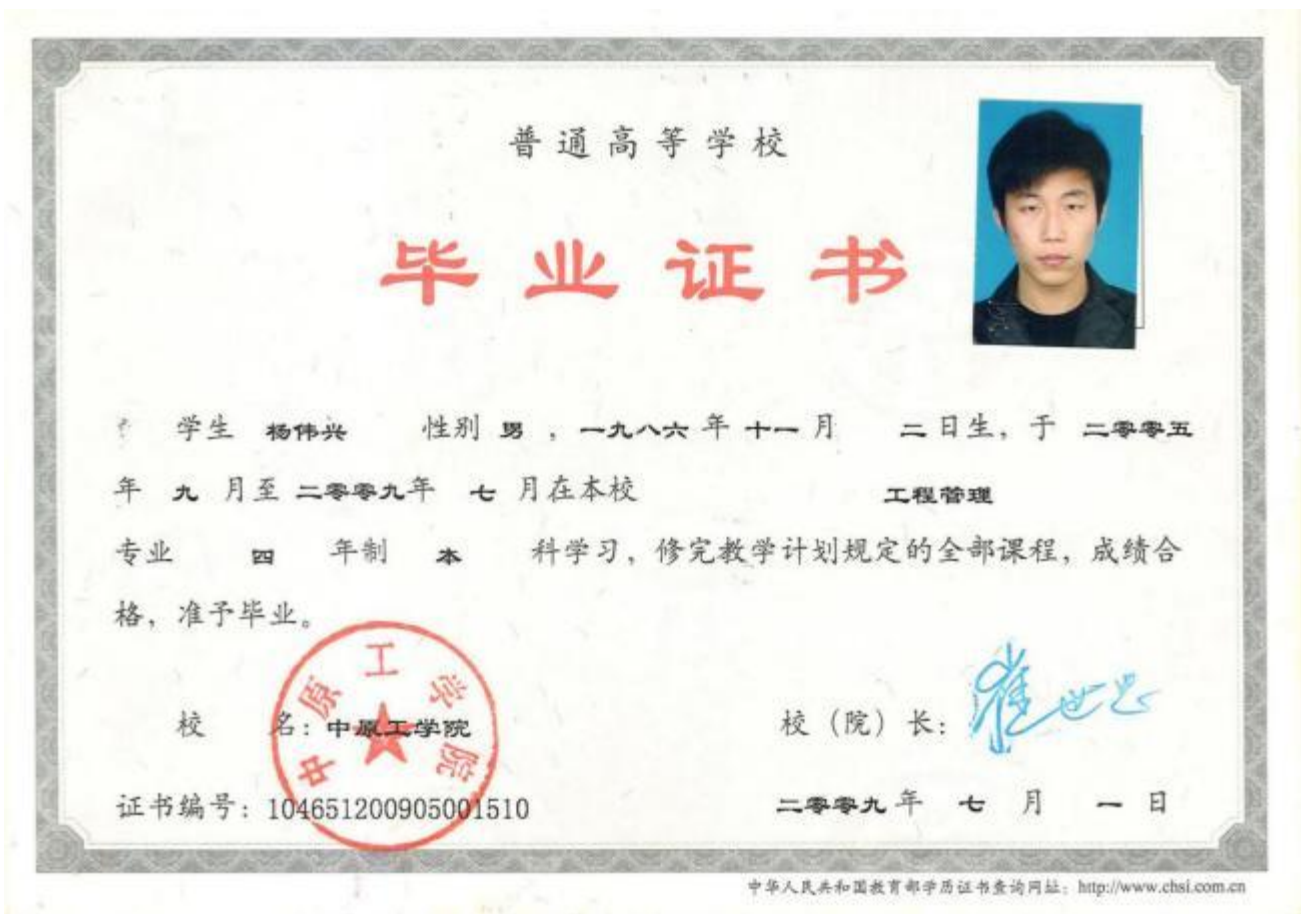 普通高等学校
毕业证书
学生 杨伟兴 性别 男 ，一九八六 年 十一 月 二 日生，于 二零零五
年 九 月至 二零零九年 七 月在本校 工程管理
专业 四 年制 本 科学习，修完教学计划规定的全部课程，成绩合
格，准予毕业。
中原工学院
校 名：中原工学院
校（院）长：崔世忠
证书编号：104651200905001510
二零零九 年 七 月 一 日
中华人民共和国教育部学历证书查询网址：http://www.chsi.com.cn